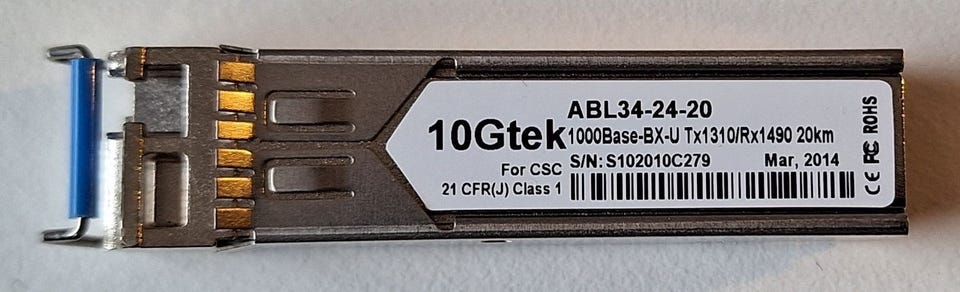 ABL34-24-20
10Gtek
1000Base-BX-U Tx1310/Rx1490 20km
For CSC
S/N: S102010C279
Mar, 2014
21 CFR(J) Class 1
CE FC ROHS